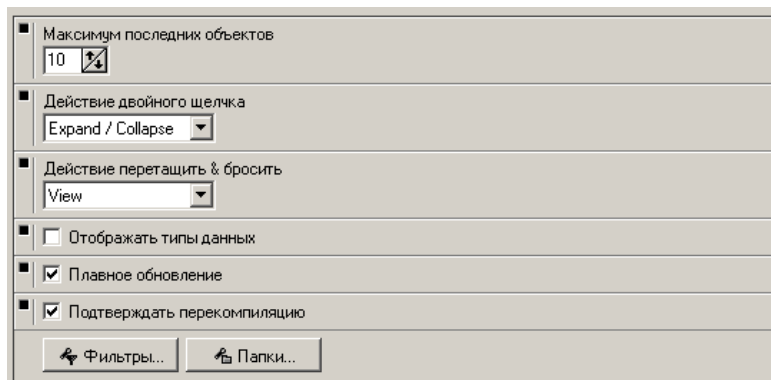 Максимум последних объектов
10
Действие двойного щелчка
Expand / Collapse
Действие перетащить & бросить
View
Отображать типы данных
Плавное обновление
Подтверждать перекомпиляцию
Фильтры... Папки...